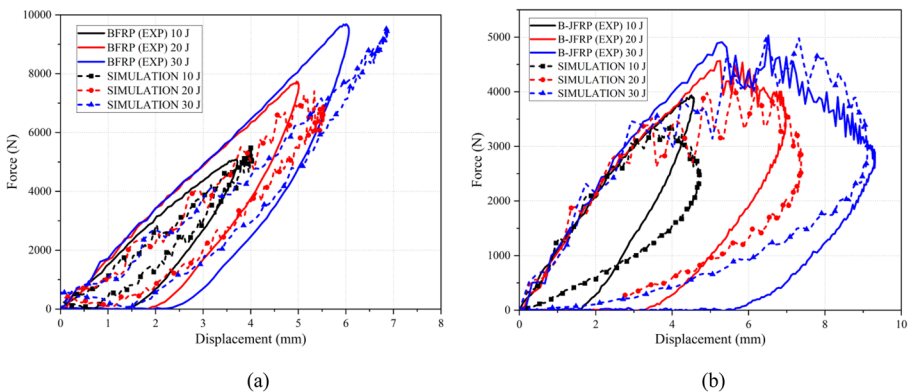 10000
8000
6000
4000
2000
0
Force (N)
BFRP (EXP) 10 J
BFRP (EXP) 20 J
BFRP (EXP) 30 J
SIMULATION 10 J
SIMULATION 20 J
SIMULATION 30 J
0 1 2 3 4 5 6 7 8
Displacement (mm)
(a)
5000
4000
3000
2000
1000
0
Force (N)
B-JFRP (EXP) 10 J
B-JFRP (EXP) 20 J
B-JFRP (EXP) 30 J
SIMULATION 10 J
SIMULATION 20 J
SIMULATION 30 J
0 2 4 6 8 10
Displacement (mm)
(b)